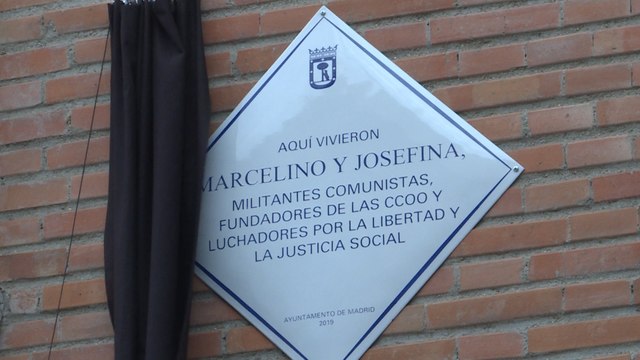 AQUÍ VIVIERON
MARCELINO Y JOSEFINA,
MILITANTES COMUNISTAS,
FUNDADORES DE LAS CCOO Y
LUCHADORES POR LA LIBERTAD Y
LA JUSTICIA SOCIAL
AYUNTAMIENTO DE MADRID
2019